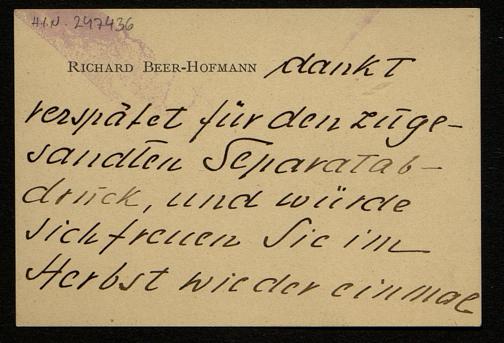 H.I.N. 247436
RICHARD BEER-HOFMANN dankt
verspätet für den zuge-
sandten Separatab-
druck, und würde
sich freuen Sie im
Herbst wieder einmal